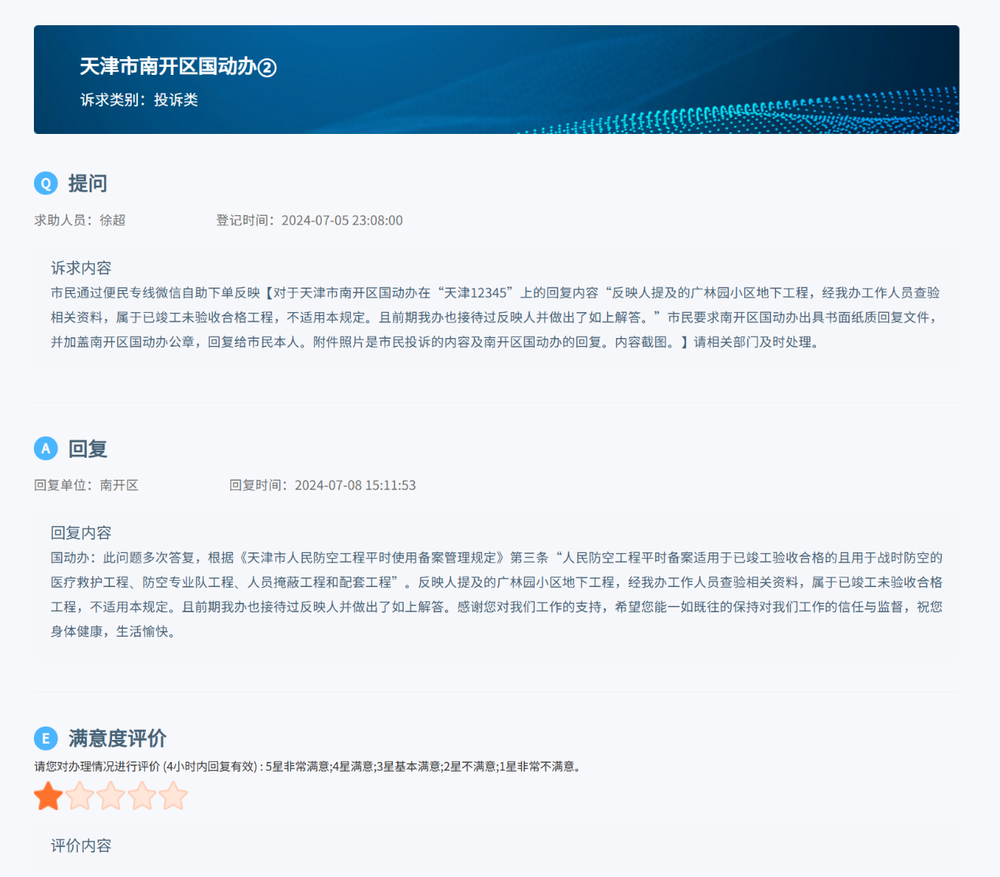 天津市南开区国动办②
诉求类别：投诉类
Q 提问
求助人员：徐超 登记时间：2024-07-05 23:08:00
诉求内容
市民通过便民专线微信自助下单反映【对于天津市南开区国动办在“天津12345”上的回复内容“反映人提及的广林园小区地下工程，经我办工作人员查验
相关资料，属于已竣工未验收合格工程，不适用本规定。且前期我办也接待过反映人并做出了如上解答。”市民要求南开区国动办出具书面纸质回复文件，
并加盖南开区国动办公章，回复给市民本人。附件照片是市民投诉的内容及南开区国动办的回复。内容截图。】请相关部门及时处理。
A 回复
回复单位：南开区 回复时间：2024-07-08 15:11:53
回复内容
国动办：此问题多次答复，根据《天津市人民防空工程平时使用备案管理规定》第三条“人民防空工程平时备案适用于已竣工验收合格的且用于战时防空的
医疗救护工程、防空专业队工程、人员掩蔽工程和配套工程”。反映人提及的广林园小区地下工程，经我办工作人员查验相关资料，属于已竣工未验收合格
工程，不适用本规定。且前期我办也接待过反映人并做出了如上解答。感谢您对我们工作的支持，希望您能一如既往的保持对我们工作的信任与监督，祝您
身体健康，生活愉快。
E 满意度评价
请您对办理情况进行评价 (4小时内回复有效) : 5星非常满意;4星满意;3星基本满意;2星不满意;1星非常不满意。
评价内容